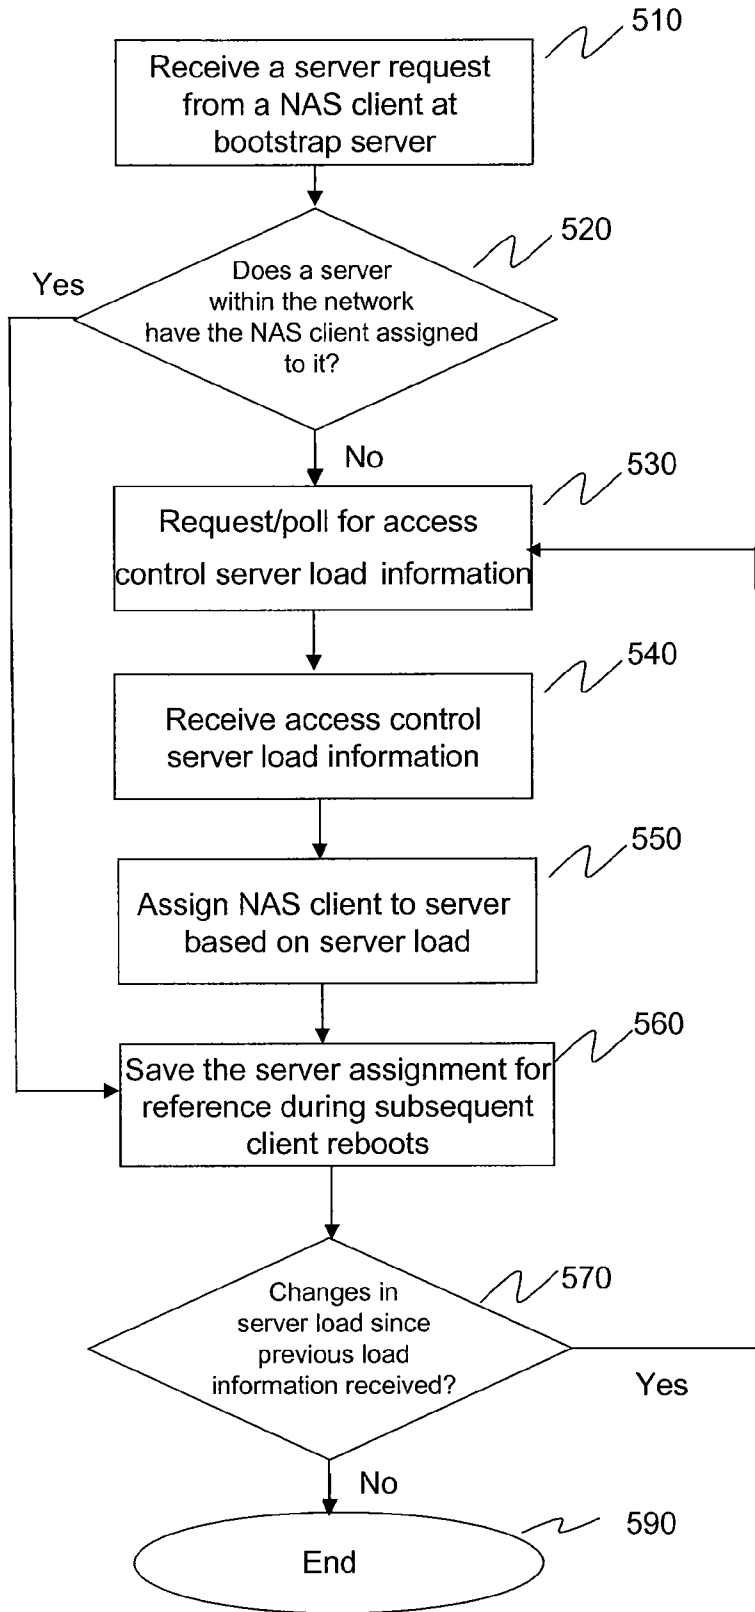 510
Receive a server request
from a NAS client at
bootstrap server
520
Yes
Does a server
within the network
have the NAS client assigned
to it?
No
530
Request/poll for access
control server load information
540
Receive access control
server load information
550
Assign NAS client to server
based on server load
560
Save the server assignment for
reference during subsequent
client reboots
570
Changes in
server load since
previous load
information received?
Yes
No
590
End